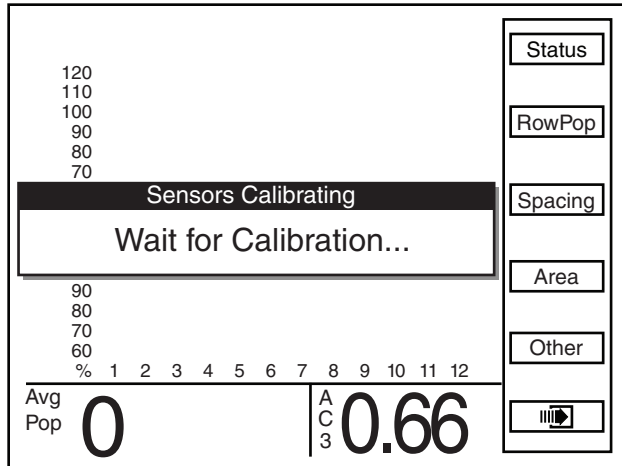 120
110
100
90
80
70
Sensors Calibrating
Wait for Calibration...
90
80
70
60
% 1 2 3 4 5 6 7 8 9 10 11 12
Avg
Pop
0
AC3
0.66
Status
RowPop
Spacing
Area
Other